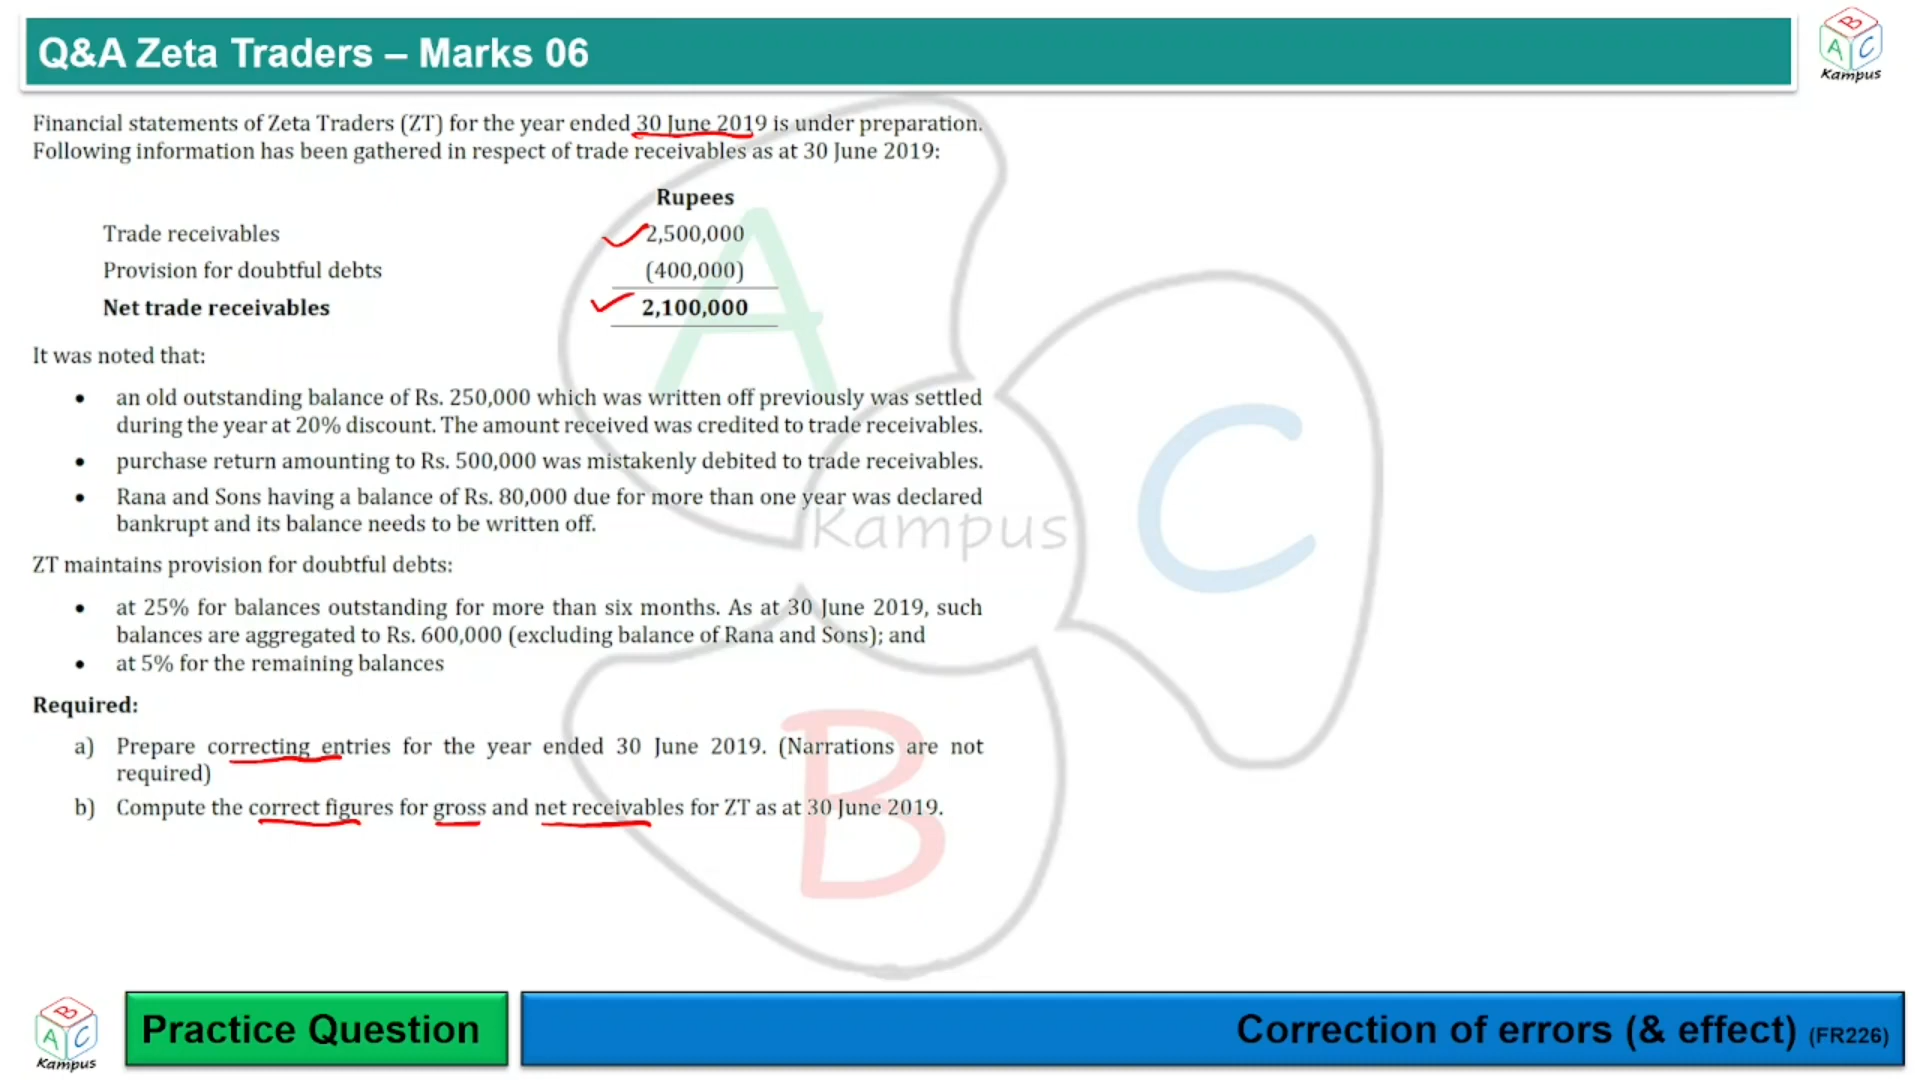 Q&A Zeta Traders – Marks 06
B
A C
Kampus
Financial statements of Zeta Traders (ZT) for the year ended 30 June 2019 is under preparation.
Following information has been gathered in respect of trade receivables as at 30 June 2019:
Rupees
Trade receivables 2,500,000
Provision for doubtful debts (400,000)
Net trade receivables 2,100,000
It was noted that:
• an old outstanding balance of Rs. 250,000 which was written off previously was settled
during the year at 20% discount. The amount received was credited to trade receivables.
• purchase return amounting to Rs. 500,000 was mistakenly debited to trade receivables.
• Rana and Sons having a balance of Rs. 80,000 due for more than one year was declared
bankrupt and its balance needs to be written off.
ZT maintains provision for doubtful debts:
• at 25% for balances outstanding for more than six months. As at 30 June 2019, such
balances are aggregated to Rs. 600,000 (excluding balance of Rana and Sons); and
• at 5% for the remaining balances
Required:
a) Prepare correcting entries for the year ended 30 June 2019. (Narrations are not
required)
b) Compute the correct figures for gross and net receivables for ZT as at 30 June 2019.
A
C
Kampus
B
B
A C
Kampus
Practice Question
Correction of errors (& effect) (FR226)